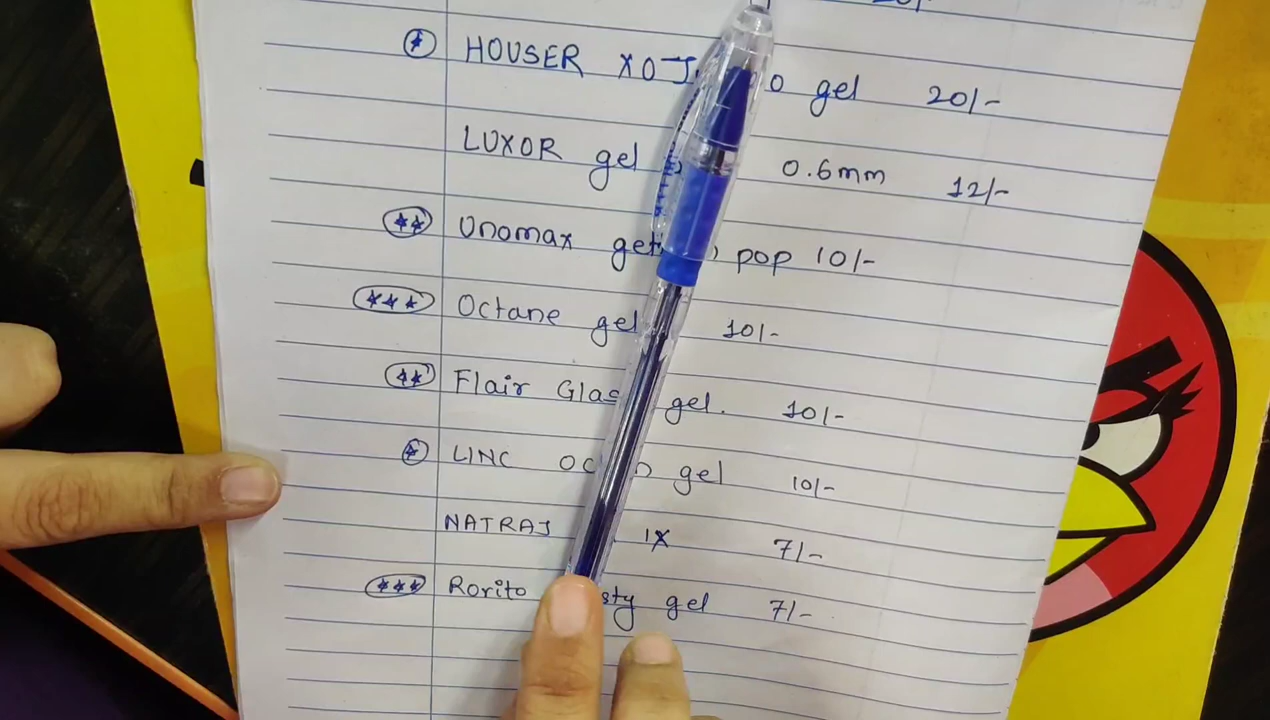 * HOUSER XO gel 20/-
LUXOR gel 0.6mm 12/-
** Unomax pop 10/-
*** Octane gel 10/-
** Flair gel. 10/-
* LINC gel 10/-
NATRAJ 7/-
*** Rorito gel 7/-